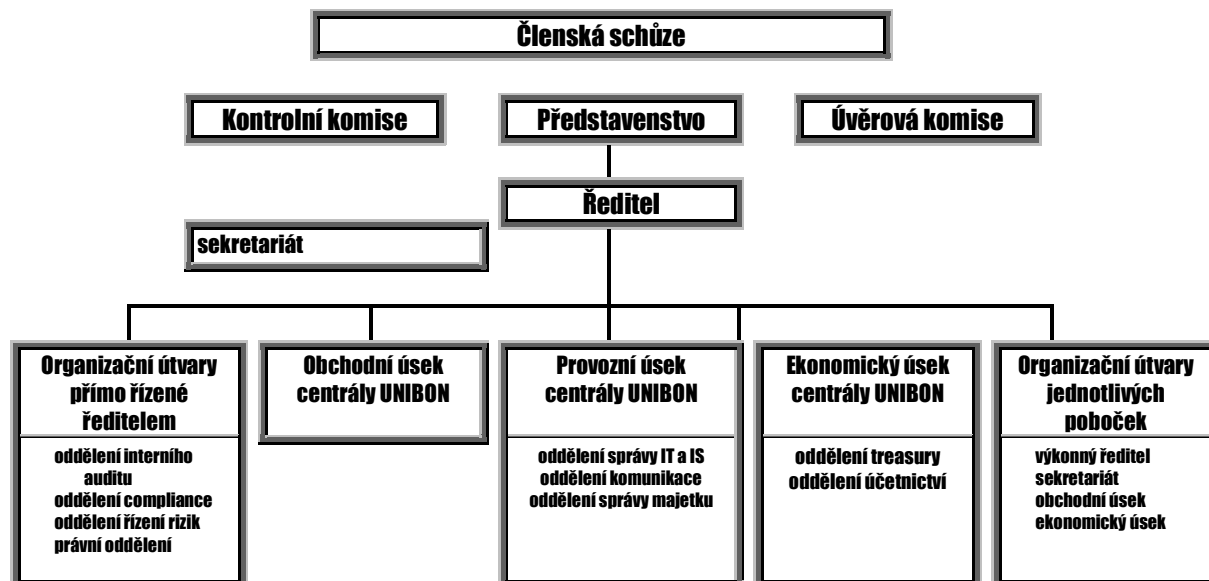 Členská schůze
Kontrolní komise
Představenstvo
Úvěrová komise
Ředitel
sekretariát
Organizační útvary
přímo řízené
ředitelem
oddělení interního
auditu
oddělení compliance
oddělení řízení rizik
právní oddělení
Obchodní úsek
centrály UNIBON
Provozní úsek
centrály UNIBON
oddělení správy IT a IS
oddělení komunikace
oddělení správy majetku
Ekonomický úsek
centrály UNIBON
oddělení treasury
oddělení účetnictví
Organizační útvary
jednotlivých
poboček
výkonný ředitel
sekretariát
obchodní úsek
ekonomický úsek